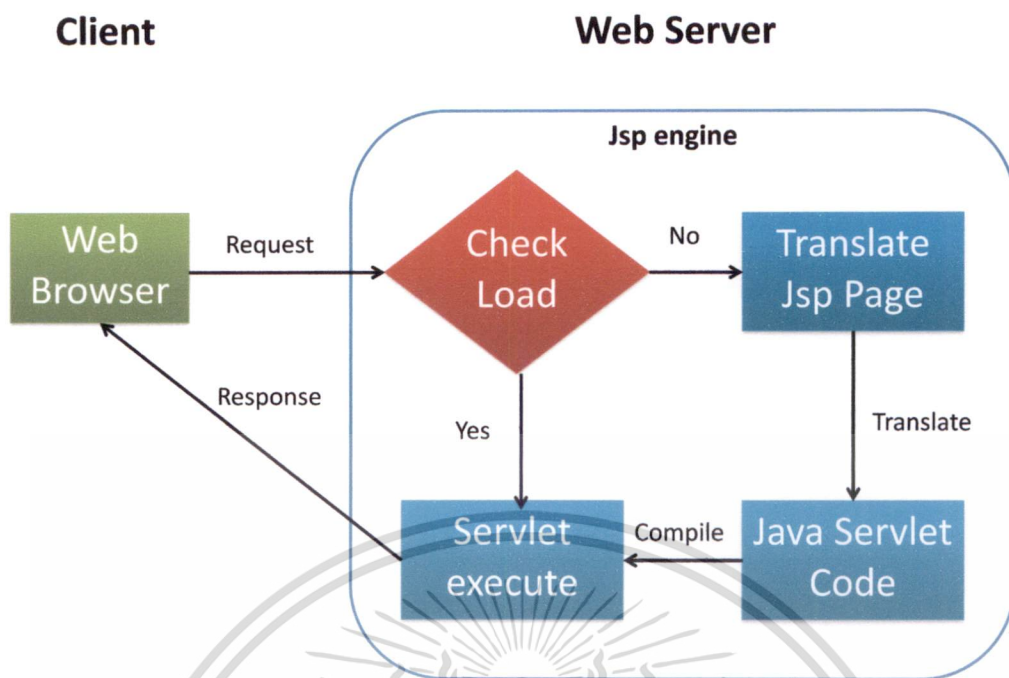 Client
Web Server
Jsp engine
Web
Browser
Request
Check
Load
No
Translate
Jsp Page
Response
Yes
Translate
Servlet
execute
Compile
Java Servlet
Code